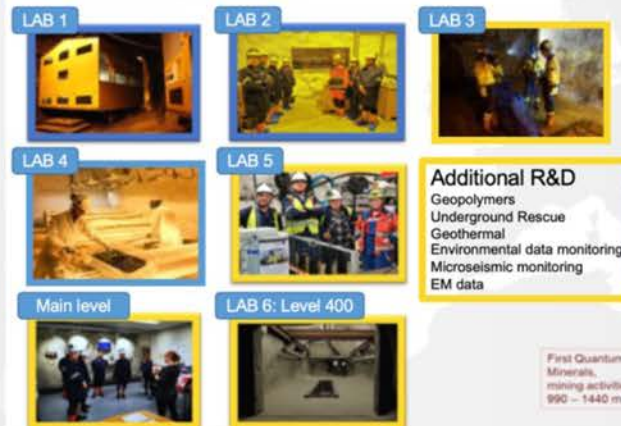 LAB 1
LAB 2
LAB 3
LAB 4
LAB 5
Additional R&D
Geopolymers
Underground Rescue
Geothermal
Environmental data monitoring
Microseismic monitoring
EM data
Main level
LAB 6: Level 400
First Quantum
Minerals,
mining
990 – 1440 m